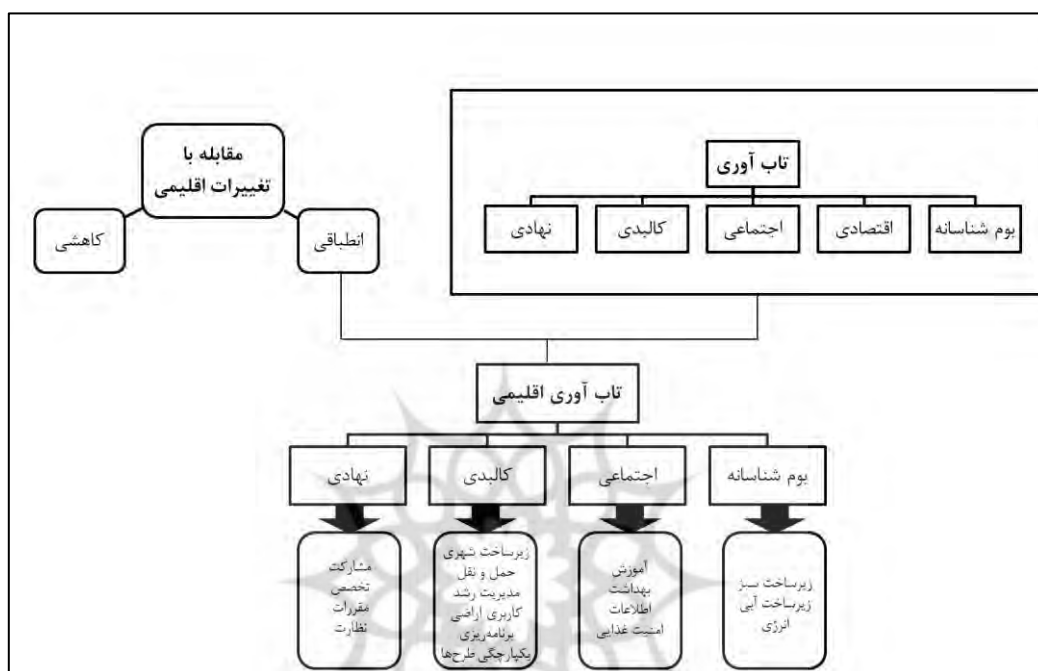 مقابله با
تغییرات اقلیمی
کاهشی
انطباقی
تاب آوری
بوم شناسانه
اقتصادی
اجتماعی
کالبدی
نهادی
تاب آوری اقلیمی
بوم شناسانه
اجتماعی
کالبدی
نهادی
زیرساخت سبز
زیرساخت آبی
انرژی
آموزش
بهداشت
اطلاعات
امنیت غذایی
زیرساخت شهری
حمل و نقل
مدیریت رشد
کاربری اراضی
برنامه‌ریزی
یکپارچگی طرح‌ها
مشارکت
تخصص
مقررات
نظارت